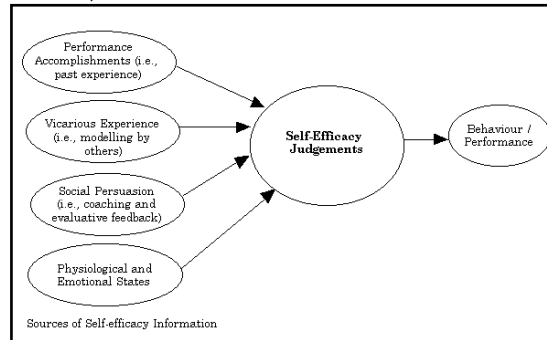 Performance
Accomplishments (i.e.,
past experience)
Vicarious Experience
(i.e., modelling by
others)
Social Persuasion
(i.e., coaching and
evaluative feedback)
Physiological and
Emotional States
Self-Efficacy
Judgements
Behaviour /
Performance
Sources of Self-efficacy Information